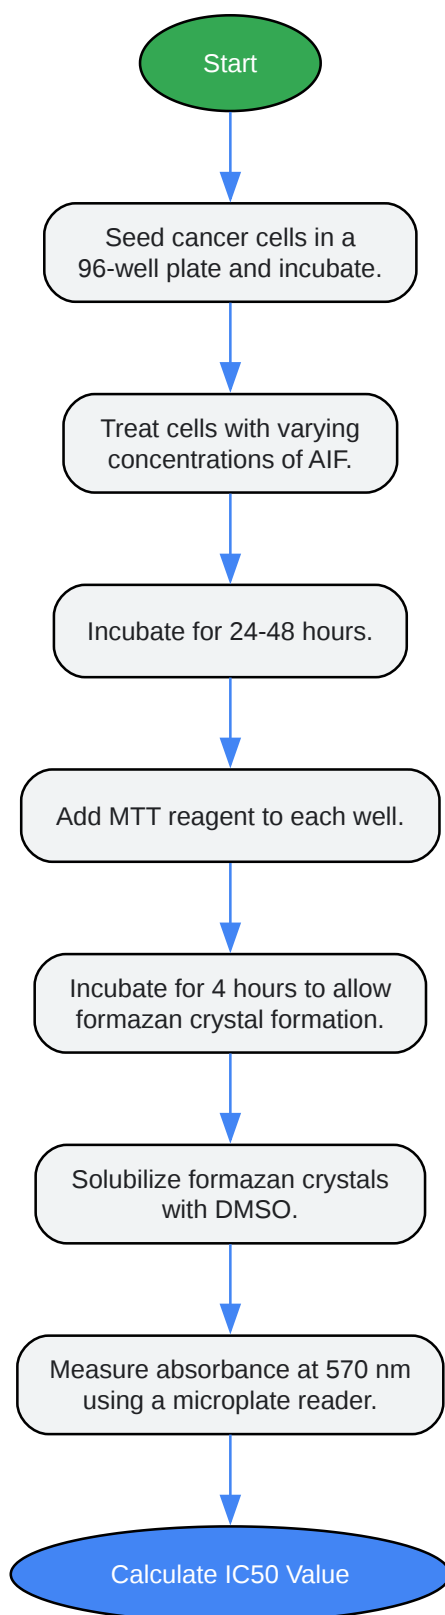 Start
Seed cancer cells in a
96-well plate and incubate.
Treat cells with varying
concentrations of AIF.
Incubate for 24-48 hours.
Add MTT reagent to each well.
Incubate for 4 hours to allow
formazan crystal formation.
Solubilize formazan crystals
with DMSO.
Measure absorbance at 570 nm
using a microplate reader.
Calculate IC50 Value